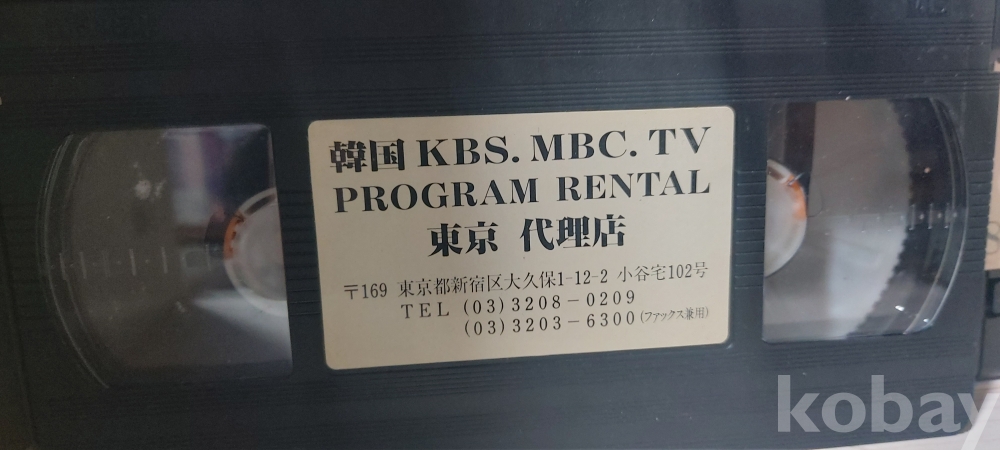 韓国 KBS. MBC. TV
PROGRAM RENTAL
東京 代理店
〒169 東京都新宿区大久保1-12-2 小谷宅102号
TEL (03)3208-0209
(03)3203-6300(ファックス兼用)
kobay